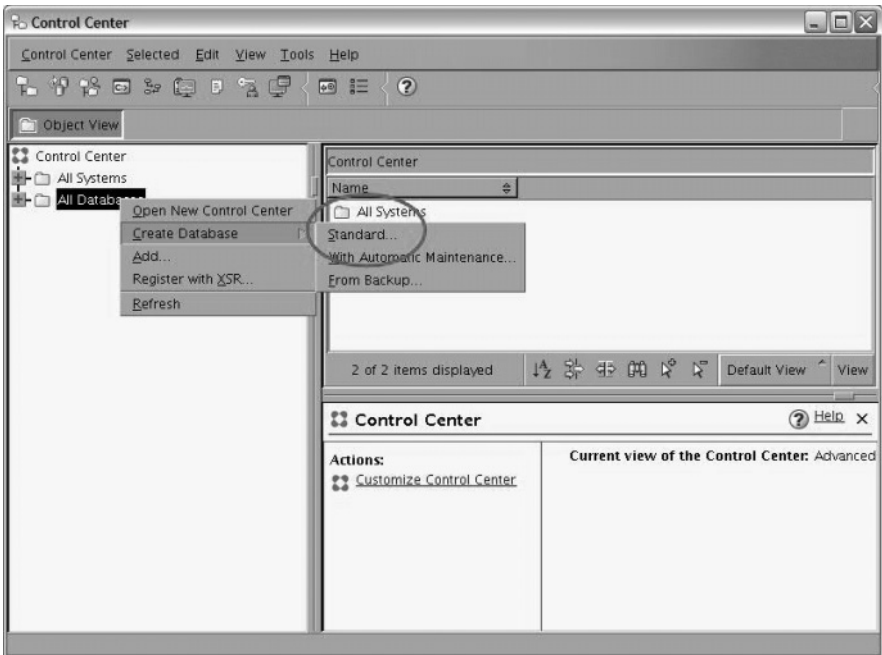 Control Center
Control Center Selected Edit View Tools Help
Object View
Control Center
All Systems
All Databases
Open New Control Center
Create Database
Add...
Register with XSR...
Refresh
Control Center
Name
All Systems
Standard...
With Automatic Maintenance...
From Backup...
2 of 2 items displayed
Default View
View
Control Center
Help
Actions:
Customize Control Center
Current view of the Control Center: Advanced